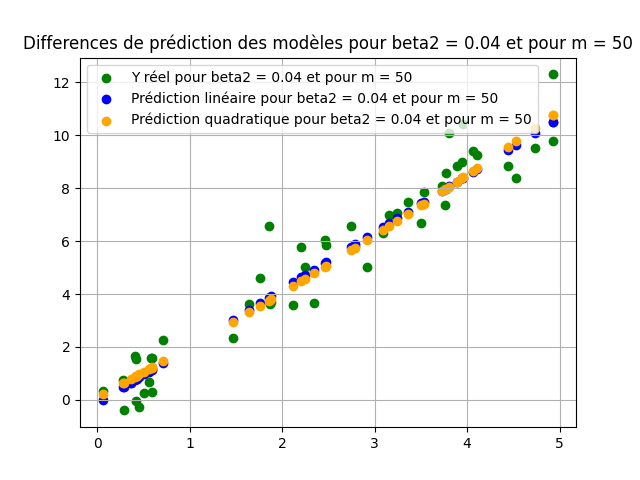 Differences de prédiction des modèles pour beta2 = 0.04 et pour m = 50
Y réel pour beta2 = 0.04 et pour m = 50
Prédiction linéaire pour beta2 = 0.04 et pour m = 50
Prédiction quadratique pour beta2 = 0.04 et pour m = 50
12
10
8
6
4
2
0
0 1 2 3 4 5